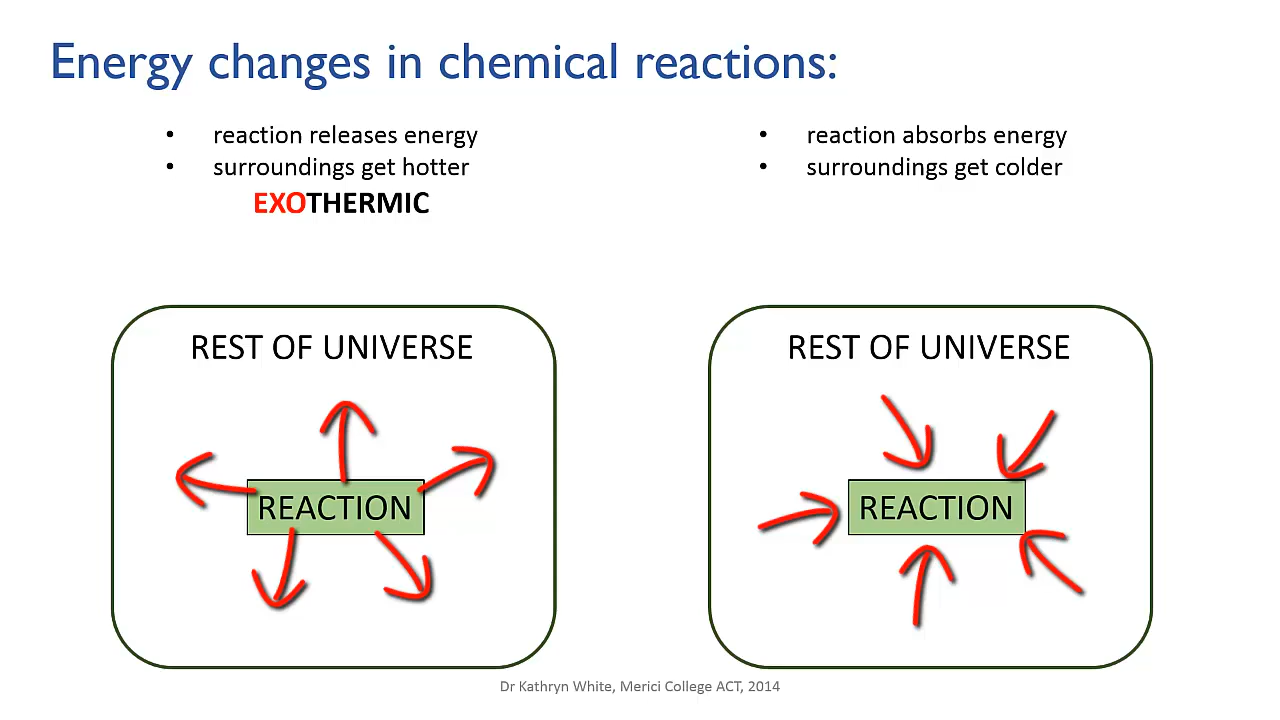 Energy changes in chemical reactions:
• reaction releases energy
• surroundings get hotter
EXOTHERMIC
• reaction absorbs energy
• surroundings get colder
REST OF UNIVERSE
REACTION
REST OF UNIVERSE
REACTION
Dr Kathryn White, Merici College ACT, 2014